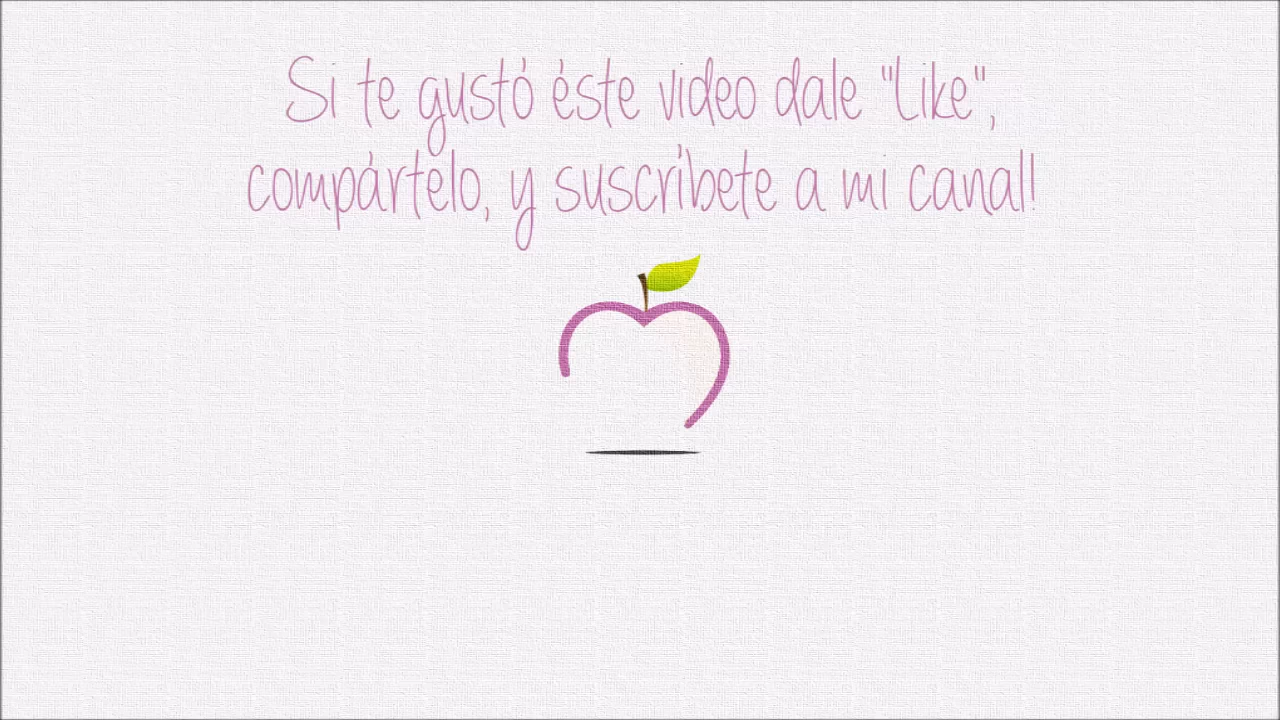 Si te gustó éste video dale "Like",
compártelo, y suscríbete a mi canal!